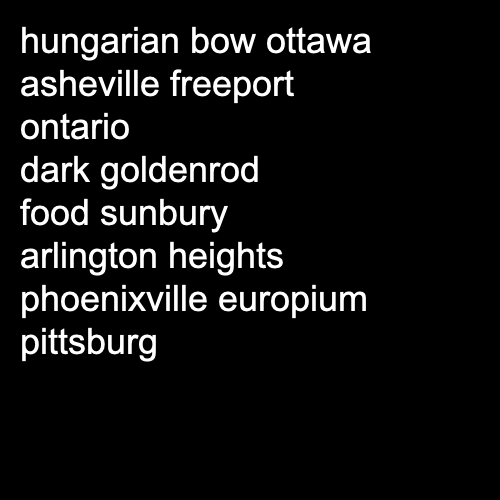 hungarian bow ottawa
asheville freeport
ontario
dark goldenrod
food sunbury
arlington heights
phoenixville europium
pittsburg